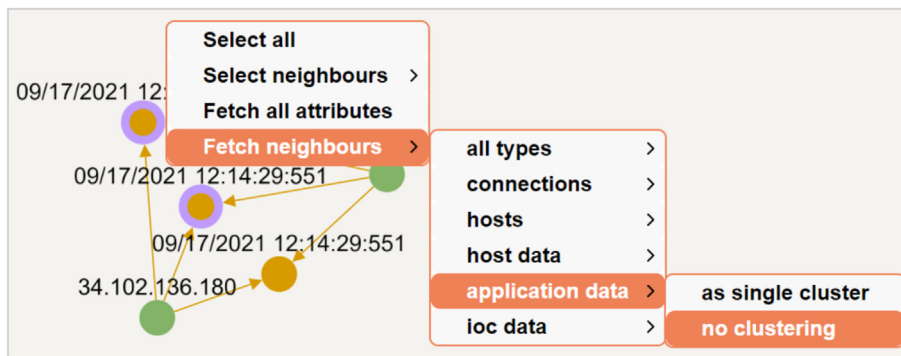 Select all
Select neighbours >
09/17/2021 12:
Fetch all attributes
Fetch neighbours >
all types >
09/17/2021 12:14:29:551
connections >
hosts >
09/17/2021 12:14:29:551
host data >
34.102.136.180
application data >
as single cluster
ioc data >
no clustering